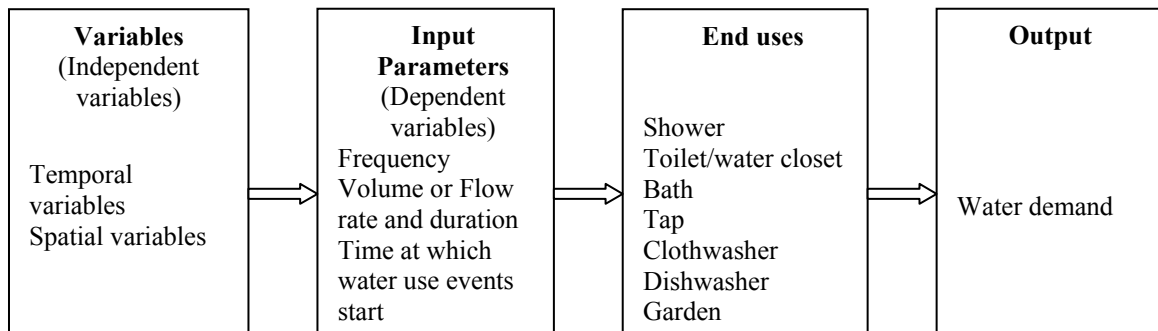 Variables
(Independent
variables)
Temporal
variables
Spatial variables
Input
Parameters
(Dependent
variables)
Frequency
Volume or Flow
rate and duration
Time at which
water use events
start
End uses
Shower
Toilet/water closet
Bath
Tap
Clothwasher
Dishwasher
Garden
Output
Water demand